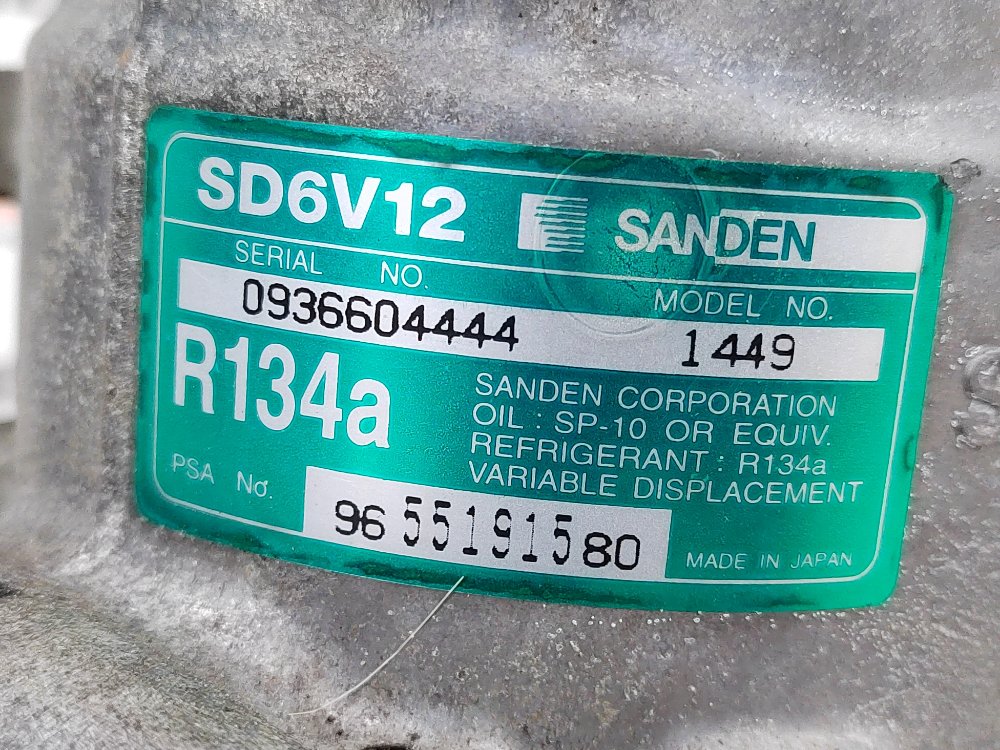 SD6V12 SANDEN
SERIAL NO. MODEL NO.
0936604444 1449
R134a
SANDEN CORPORATION
OIL : SP-10 OR EQUIV.
REFRIGERANT : R134a
VARIABLE DISPLACEMENT
PSA No.
96 55191580
MADE IN JAPAN